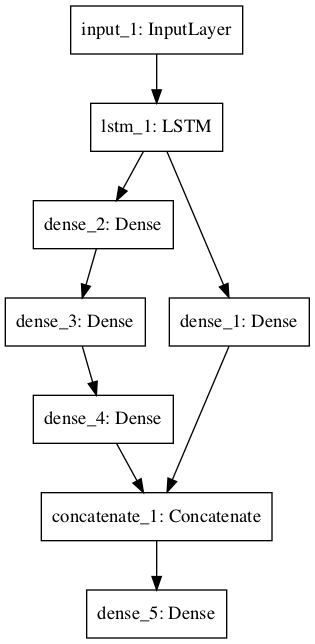 input_1: InputLayer
lstm_1: LSTM
dense_2: Dense
dense_3: Dense
dense_1: Dense
dense_4: Dense
concatenate_1: Concatenate
dense_5: Dense